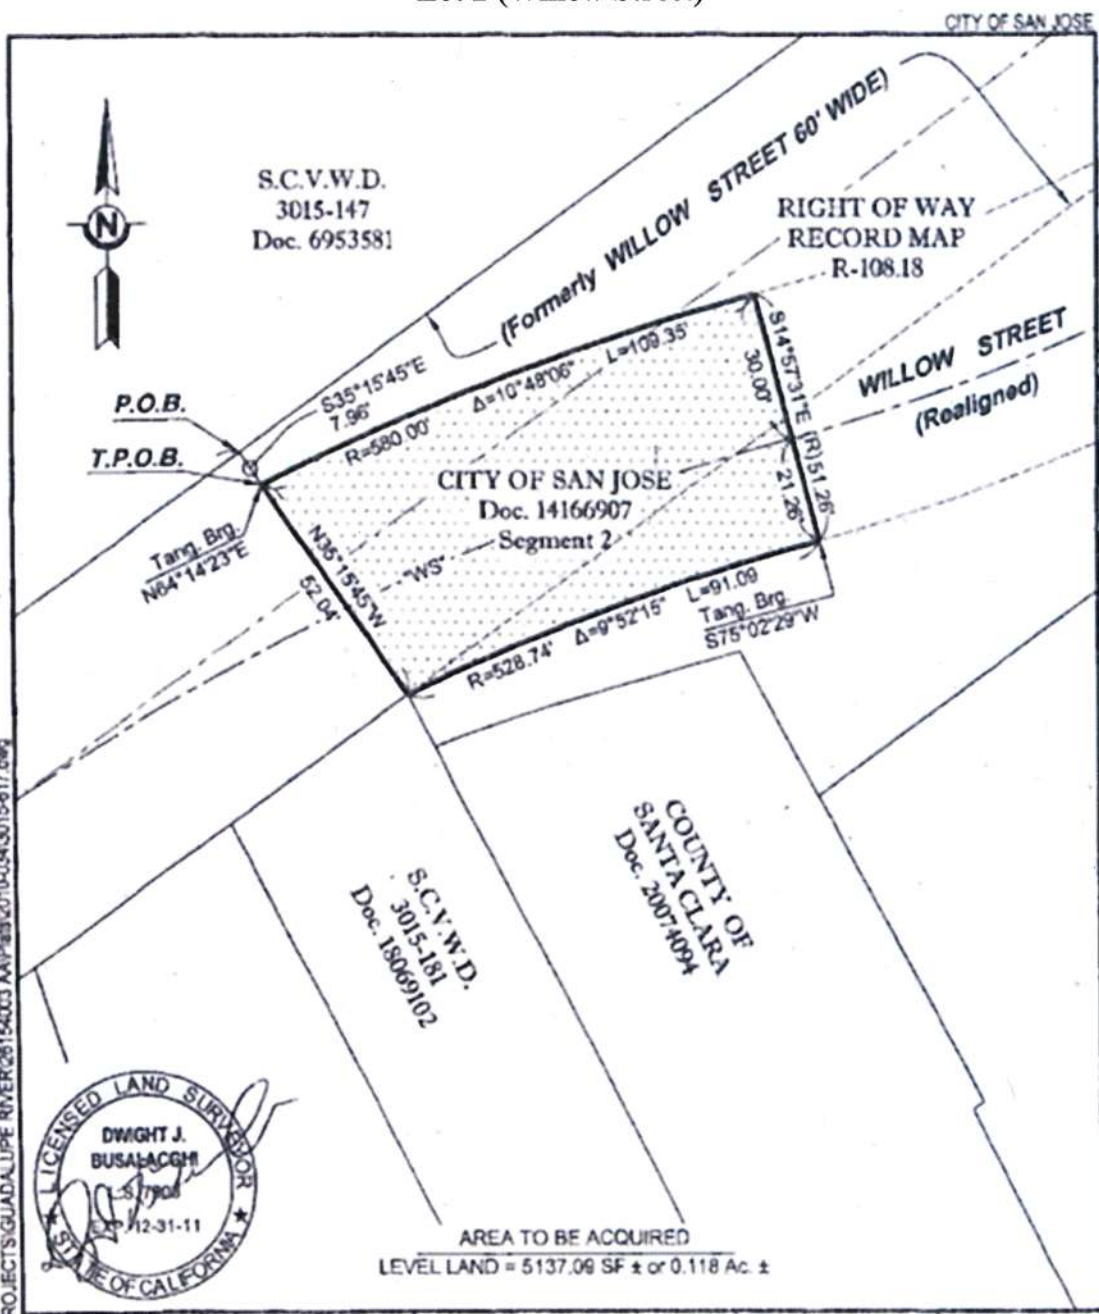 CITY OF SAN JOSE
S.C.V.W.D.
3015-147
Doc. 6953581
(Formerly WILLOW STREET 60' WIDE)
RIGHT OF WAY
RECORD MAP
R-108.18
WILLOW STREET
(Realigned)
P.O.B.
T.P.O.B.
S35°15'45"E
7.96'
R=580.00'
Δ=10°48'06"
L=109.35'
S14°57'31"E (R) 51.26'
30.00'
21.26'
CITY OF SAN JOSE
Doc. 14166907
Segment 2
"WS"
Tang. Brg.
N64°14'23"E
N35°15'45"W
52.04'
R=528.74'
Δ=9°52'15"
L=91.09
Tang. Brg.
S75°02'29"W
S.C.V.W.D.
3015-181
Doc. 18069102
COUNTY OF
SANTA CLARA
Doc. 20074094
LICENSED LAND SURVEYOR
DWIGHT J.
BUSALACCHI
EXP. 12-31-11
STATE OF CALIFORNIA
AREA TO BE ACQUIRED
LEVEL LAND = 5137.09 SF ± or 0.118 Ac. ±